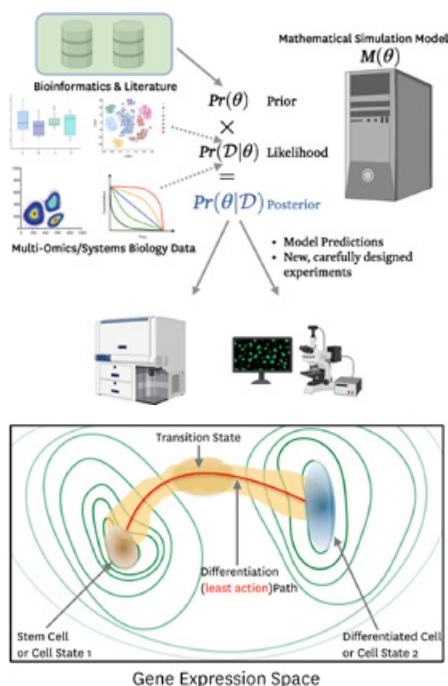 Mathematical Simulation Model
M(θ)
Bioinformatics & Literature
Pr(θ) Prior
×
Pr(D|θ) Likelihood
=
Pr(θ|D) Posterior
Multi-Omics/Systems Biology Data
• Model Predictions
• New, carefully designed
experiments
Transition State
Differentiation
(least action)Path
Stem Cell
or Cell State 1
Differentiated Cell
or Cell State 2
Gene Expression Space